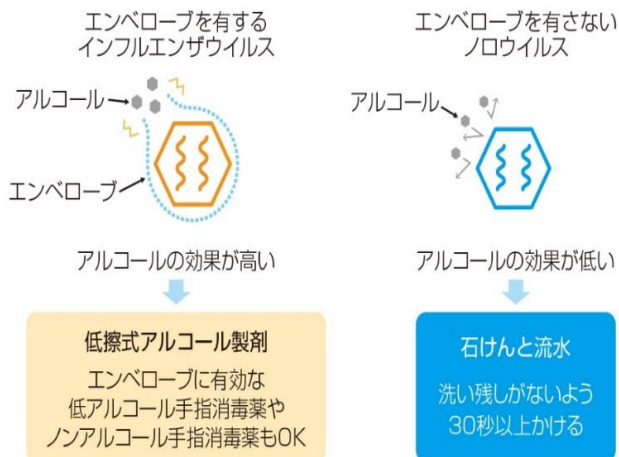 エンベローブを有する
インフルエンザウイルス
アルコール
エンベローブ
アルコールの効果が高い
低擦式アルコール製剤
エンベローブに有効な
低アルコール手指消毒薬や
ノンアルコール手指消毒薬もOK
エンベローブを有さない
ノロウイルス
アルコール
アルコールの効果が低い
石けんと流水
洗い残しがないよう
30秒以上かける